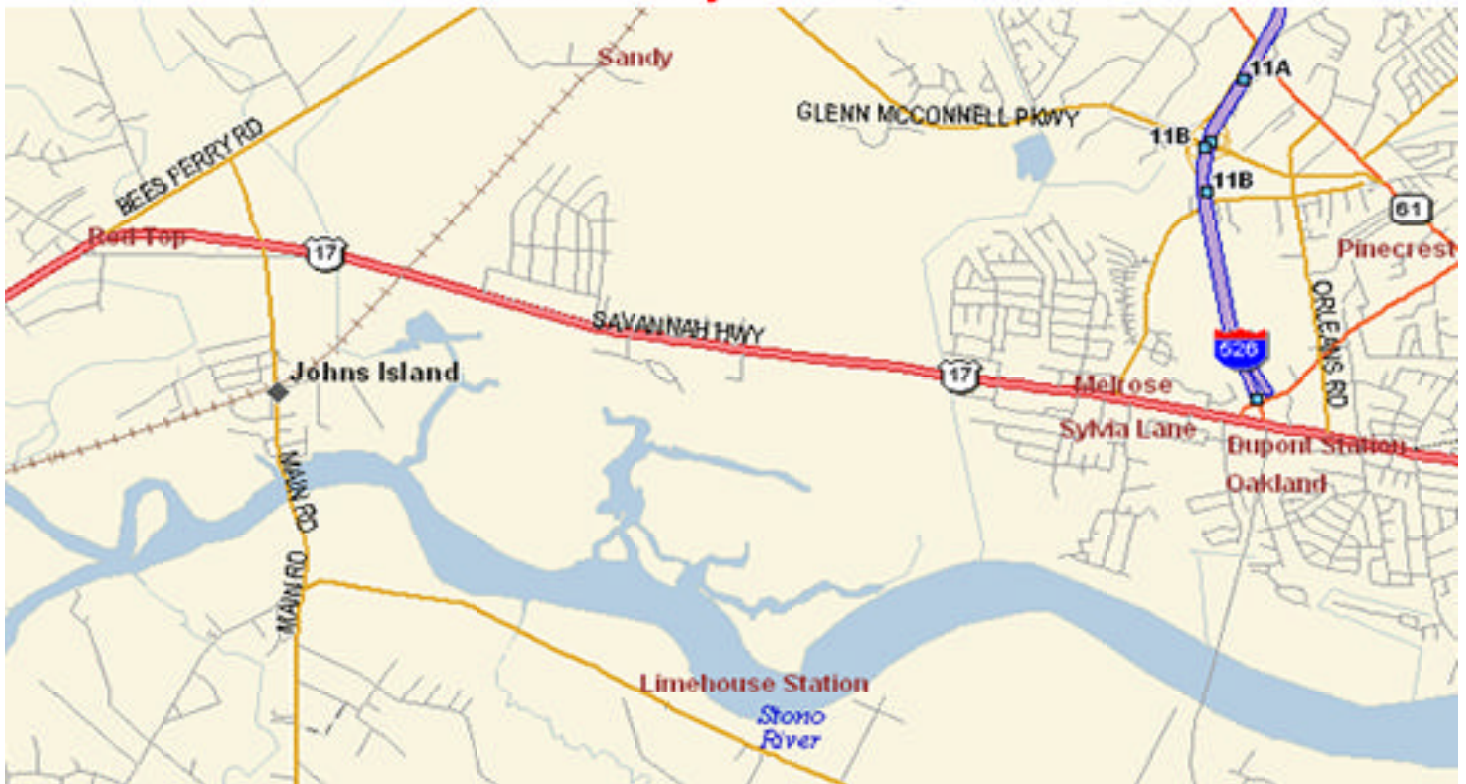 Sandy
11A
GLENN MCCONNELL PKWY
11B
BEES FERRY RD
11B
61
Red Top
17
Pinecrest
ORLEANS RD
SAVANNAH HWY
526
Johns Island
17
Melrose
Sylvia Lane
Dupont Station
Oakland
MAIN RD
MAIN RD
Limehouse Station
Stono
River